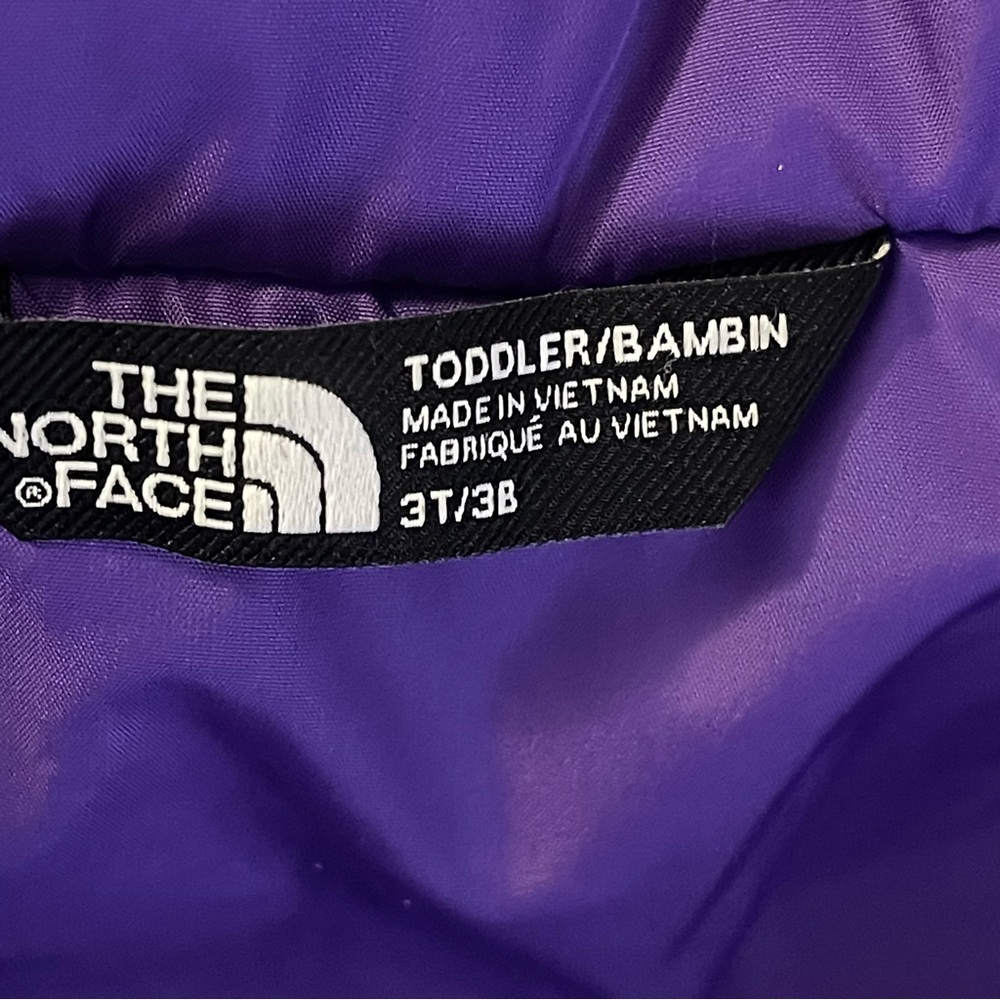 THE
NORTH
®FACE
TODDLER/BAMBIN
MADE IN VIETNAM
FABRIQUÉ AU VIETNAM
3T/3B